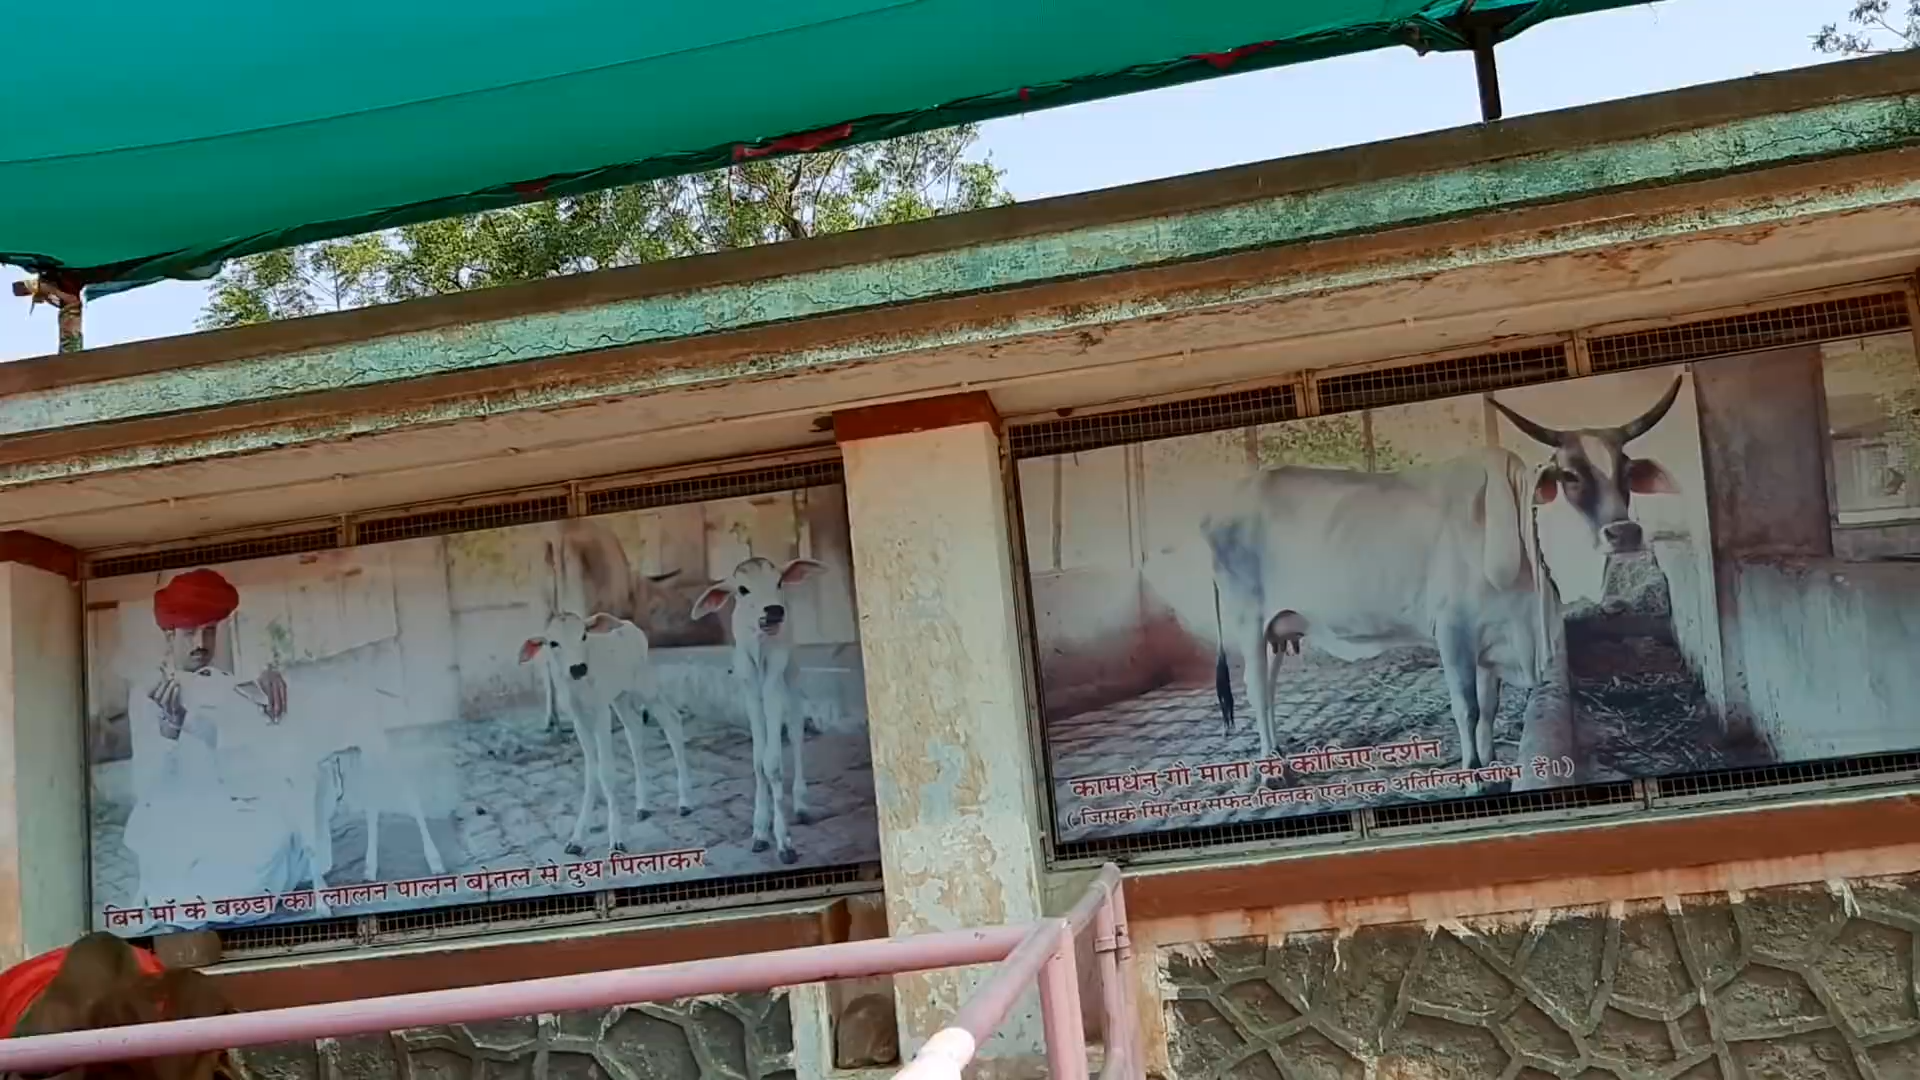 बिन माॅ के बछडो का लालन पालन बोतल से दुध पिलाकर
कामधेनु गौ माता के कीजिए दर्शन
( जिसके सिर पर सफेद तिलक एवं एक अतिरिक्त जीभ हैं।)